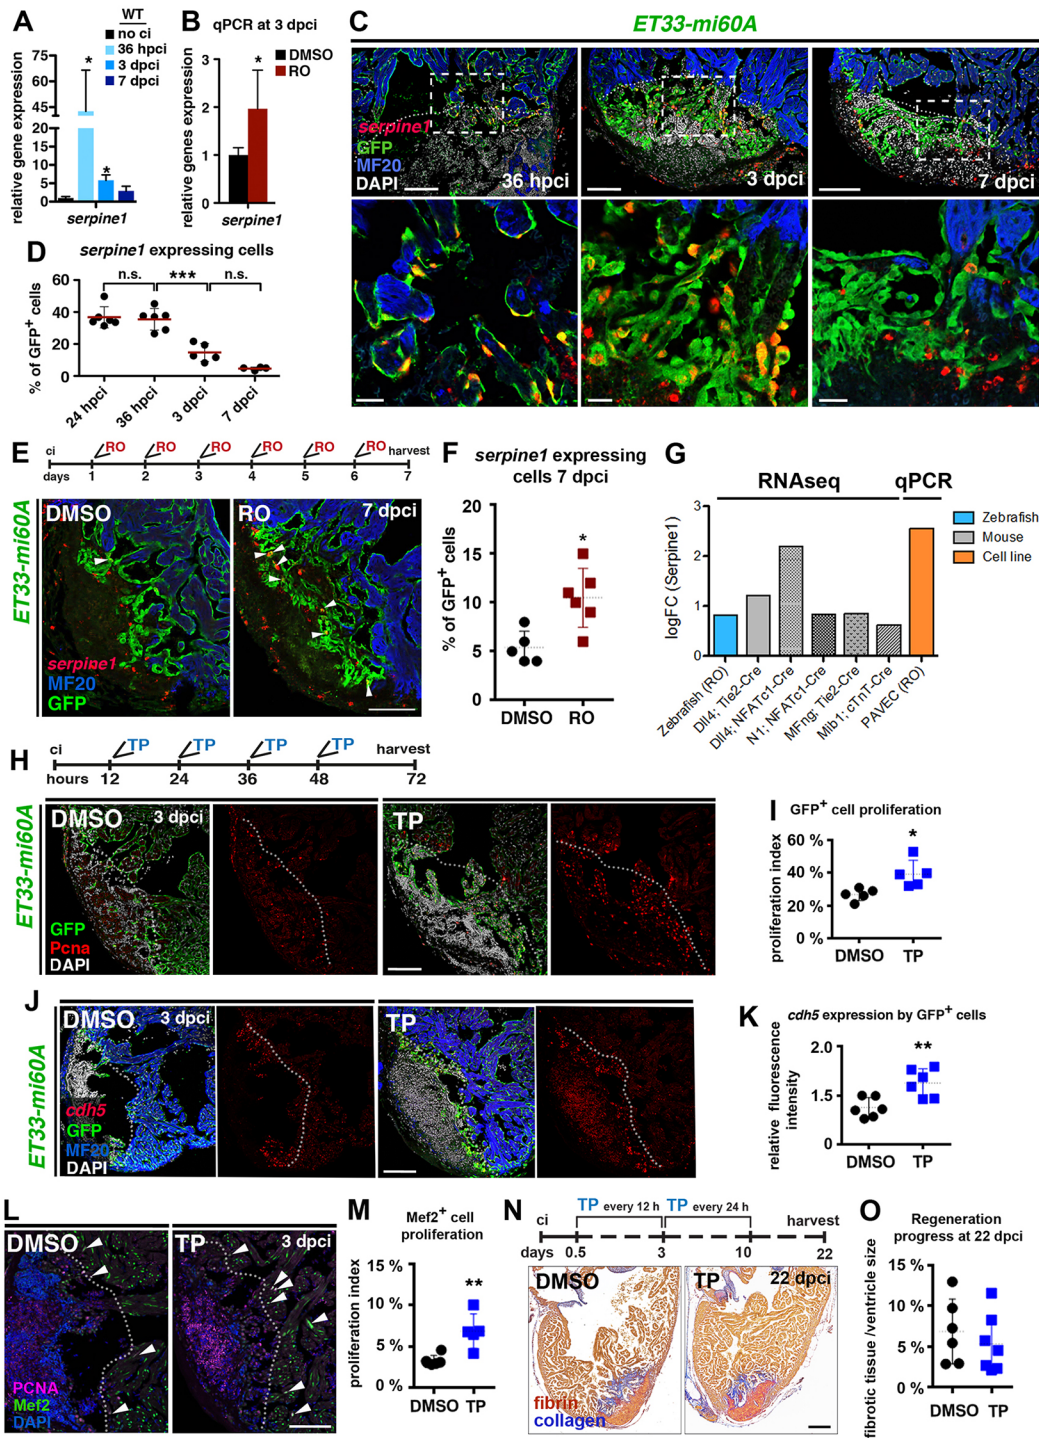 A
WT
no ci
36 hpci
3 dpci
7 dpci
relative gene expression
75
45
20
15
10
5
0
*
*
serpine1
B
qPCR at 3 dpci
DMSO
RO
relative genes expression
3
2
1
0
*
serpine1
C
ET33-mi60A
serpine1
GFP
MF20
DAPI
36 hpci
3 dpci
7 dpci
D
serpine1 expressing cells
n.s.
***
n.s.
% of GFP+ cells
60
40
20
0
24 hpci
36 hpci
3 dpci
7 dpci
E
ci
RO
RO
RO
RO
RO
RO
harvest
days
1
2
3
4
5
6
7
ET33-mi60A
DMSO
RO
7 dpci
serpine1
MF20
GFP
F
serpine1 expressing
cells 7 dpci
% of GFP+ cells
20
15
10
5
0
*
DMSO
RO
G
RNAseq
qPCR
logFC (Serpine1)
3
2
1
0
Zebrafish
Mouse
Cell line
Zebrafish (RO)
Dll4; Tie2-Cre
Dll4; NFATc1-Cre
N1; NFATc1-Cre
MFng; Tie2-Cre
Mib1; cTnT-Cre
PAVEC (RO)
H
ci
TP
TP
TP
TP
harvest
hours
12
24
36
48
72
ET33-mi60A
DMSO
3 dpci
TP
GFP
Pcna
DAPI
I
GFP+ cell proliferation
proliferation index
60 %
40 %
20 %
0 %
*
DMSO
TP
J
ET33-mi60A
DMSO
3 dpci
TP
cdh5
GFP
MF20
DAPI
K
cdh5 expression by GFP+ cells
relative fluorescence
intensity
2.0
1.5
0
**
DMSO
TP
L
DMSO
TP
3 dpci
PCNA
Mef2
DAPI
M
Mef2+ cell
proliferation
proliferation index
15 %
10 %
5 %
0 %
**
DMSO
TP
N
ci
TP every 12 h
TP every 24 h
harvest
days
0.5
3
10
22
DMSO
TP
22 dpci
fibrin
collagen
O
Regeneration
progress at 22 dpci
fibrotic tissue /ventricle size
15 %
10 %
5 %
0 %
DMSO
TP